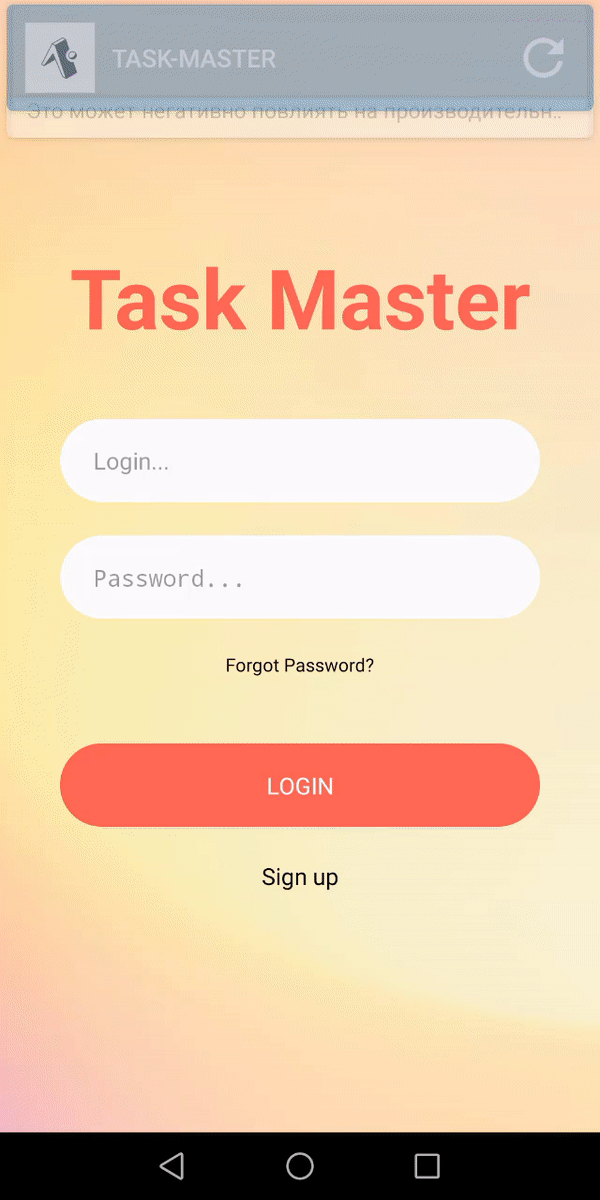 TASK-MASTER
Это может негативно повлиять на производительн..
Task Master
Login...
Password...
Forgot Password?
LOGIN
Sign up